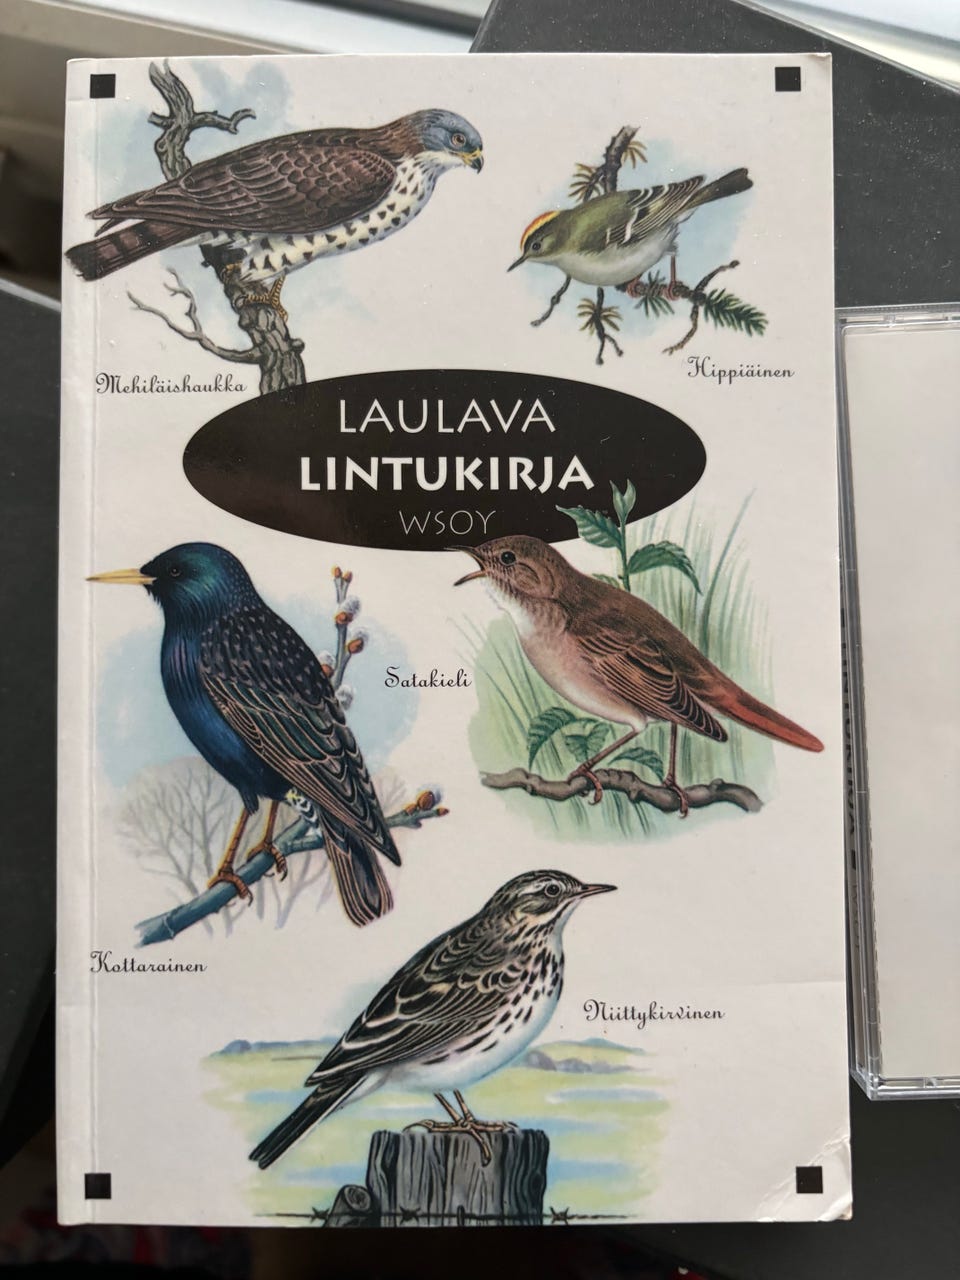 Mehiläishaukka
Hippiäinen
LAULAVA
LINTUKIRJA
WSOY
Satakieli
Kottarainen
Niittykirvinen